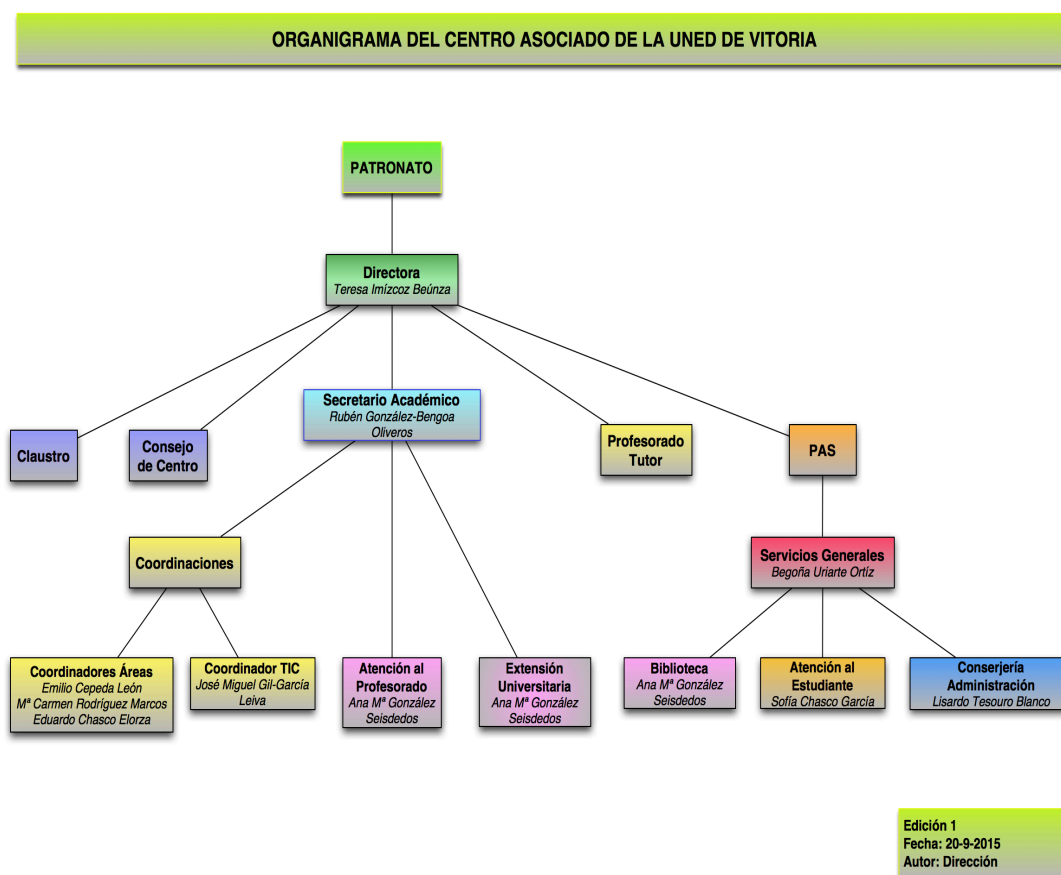 ORGANIGRAMA DEL CENTRO ASOCIADO DE LA UNED DE VITORIA
PATRONATO
Directora
Teresa Imízcoz Beúnza
Secretario Académico
Rubén González-Bengoa
Oliveros
Claustro
Consejo
de Centro
Profesorado
Tutor
PAS
Coordinaciones
Servicios Generales
Begoña Uriarte Ortíz
Coordinadores Áreas
Emilio Cepeda León
Mª Carmen Rodríguez Marcos
Eduardo Chasco Elorza
Coordinador TIC
José Miguel Gil-García
Leiva
Atención al
Profesorado
Ana Mª González
Seisdedos
Extensión
Universitaria
Ana Mª González
Seisdedos
Biblioteca
Ana Mª González
Seisdedos
Atención al
Estudiante
Sofía Chasco García
Conserjería
Administración
Lisardo Tesouro Blanco
Edición 1
Fecha: 20-9-2015
Autor: Dirección